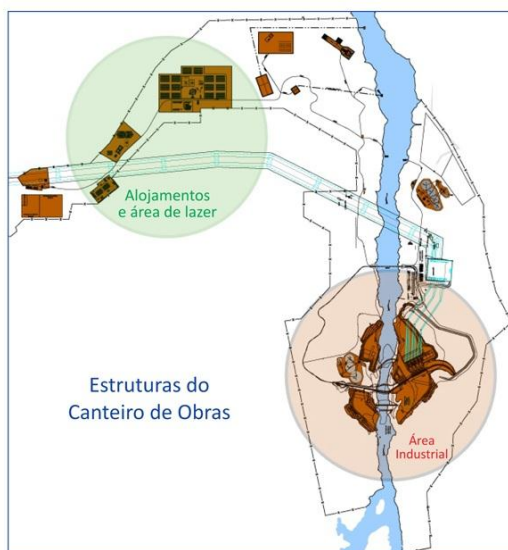 Alojamentos
e área de lazer
Estruturas do
Canteiro de Obras
Área
Industrial